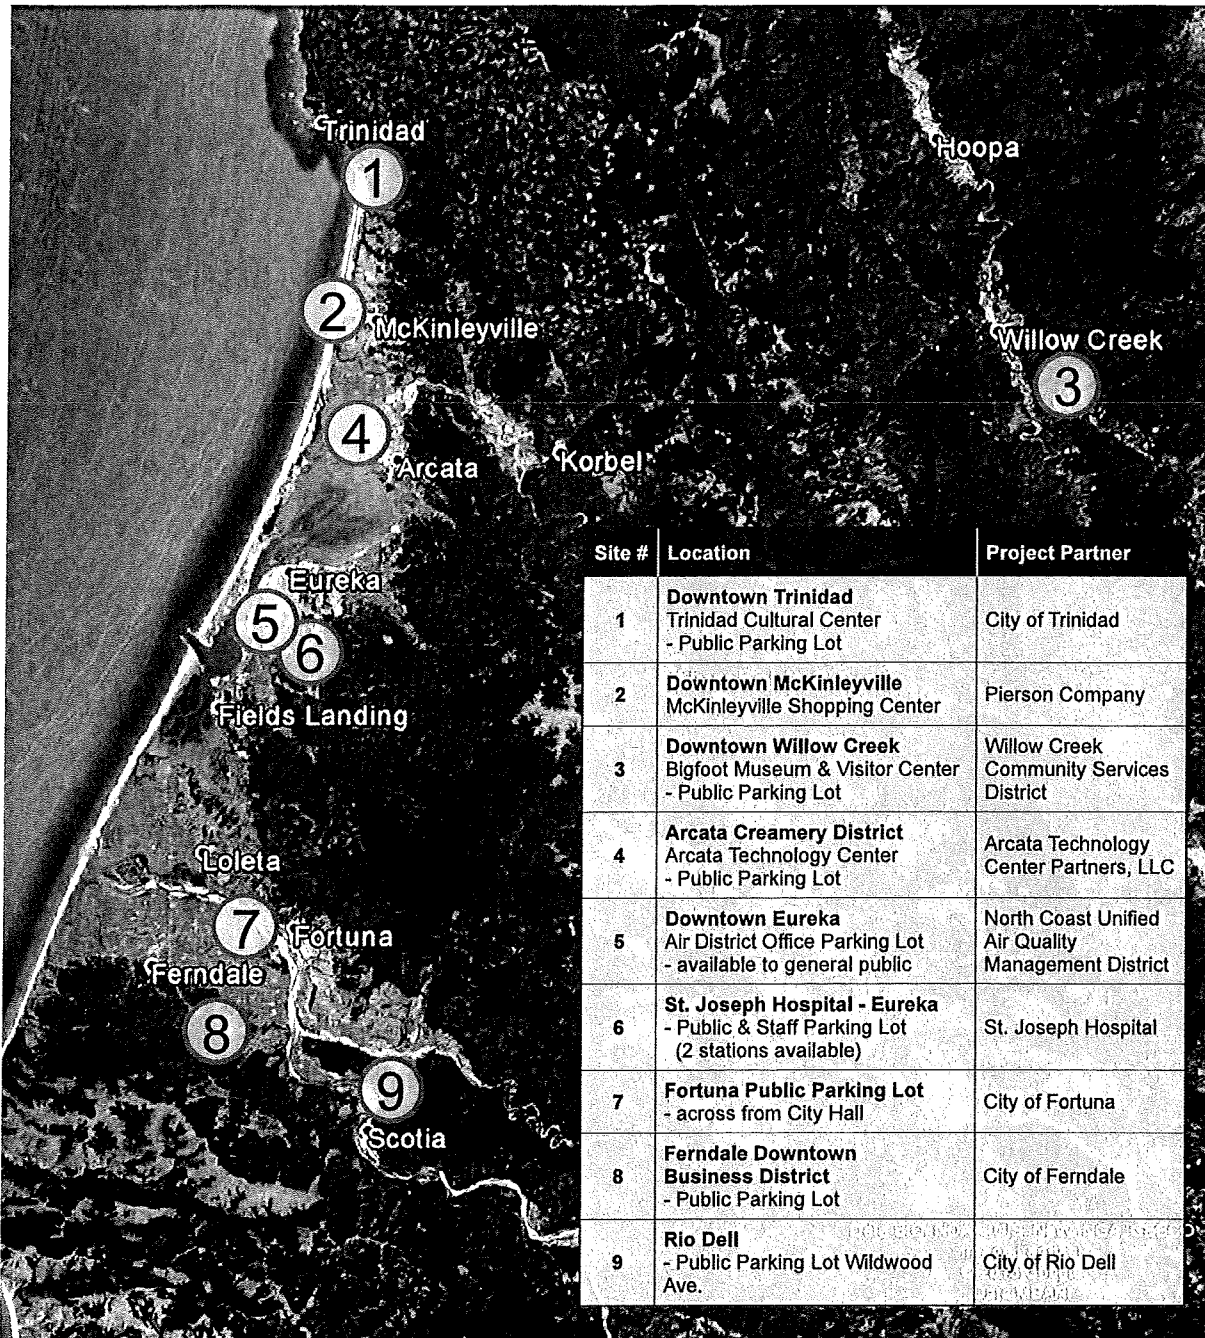 Trinidad
1
Hoopa
2
McKinleyville
Willow Creek
3
4
Arcata
Korbel
Eureka
5
6
Fields Landing
Loleta
7
Fortuna
Ferndale
8
9
Scotia
Site # Location Project Partner
1
Downtown Trinidad
Trinidad Cultural Center
- Public Parking Lot
City of Trinidad
2
Downtown McKinleyville
McKinleyville Shopping Center
Pierson Company
3
Downtown Willow Creek
Bigfoot Museum & Visitor Center
- Public Parking Lot
Willow Creek
Community Services
District
4
Arcata Creamery District
Arcata Technology Center
- Public Parking Lot
Arcata Technology
Center Partners, LLC
5
Downtown Eureka
Air District Office Parking Lot
- available to general public
North Coast Unified
Air Quality
Management District
6
St. Joseph Hospital - Eureka
- Public & Staff Parking Lot
(2 stations available)
St. Joseph Hospital
7
Fortuna Public Parking Lot
- across from City Hall
City of Fortuna
8
Ferndale Downtown
Business District
- Public Parking Lot
City of Ferndale
9
Rio Dell
- Public Parking Lot Wildwood
Ave.
City of Rio Dell